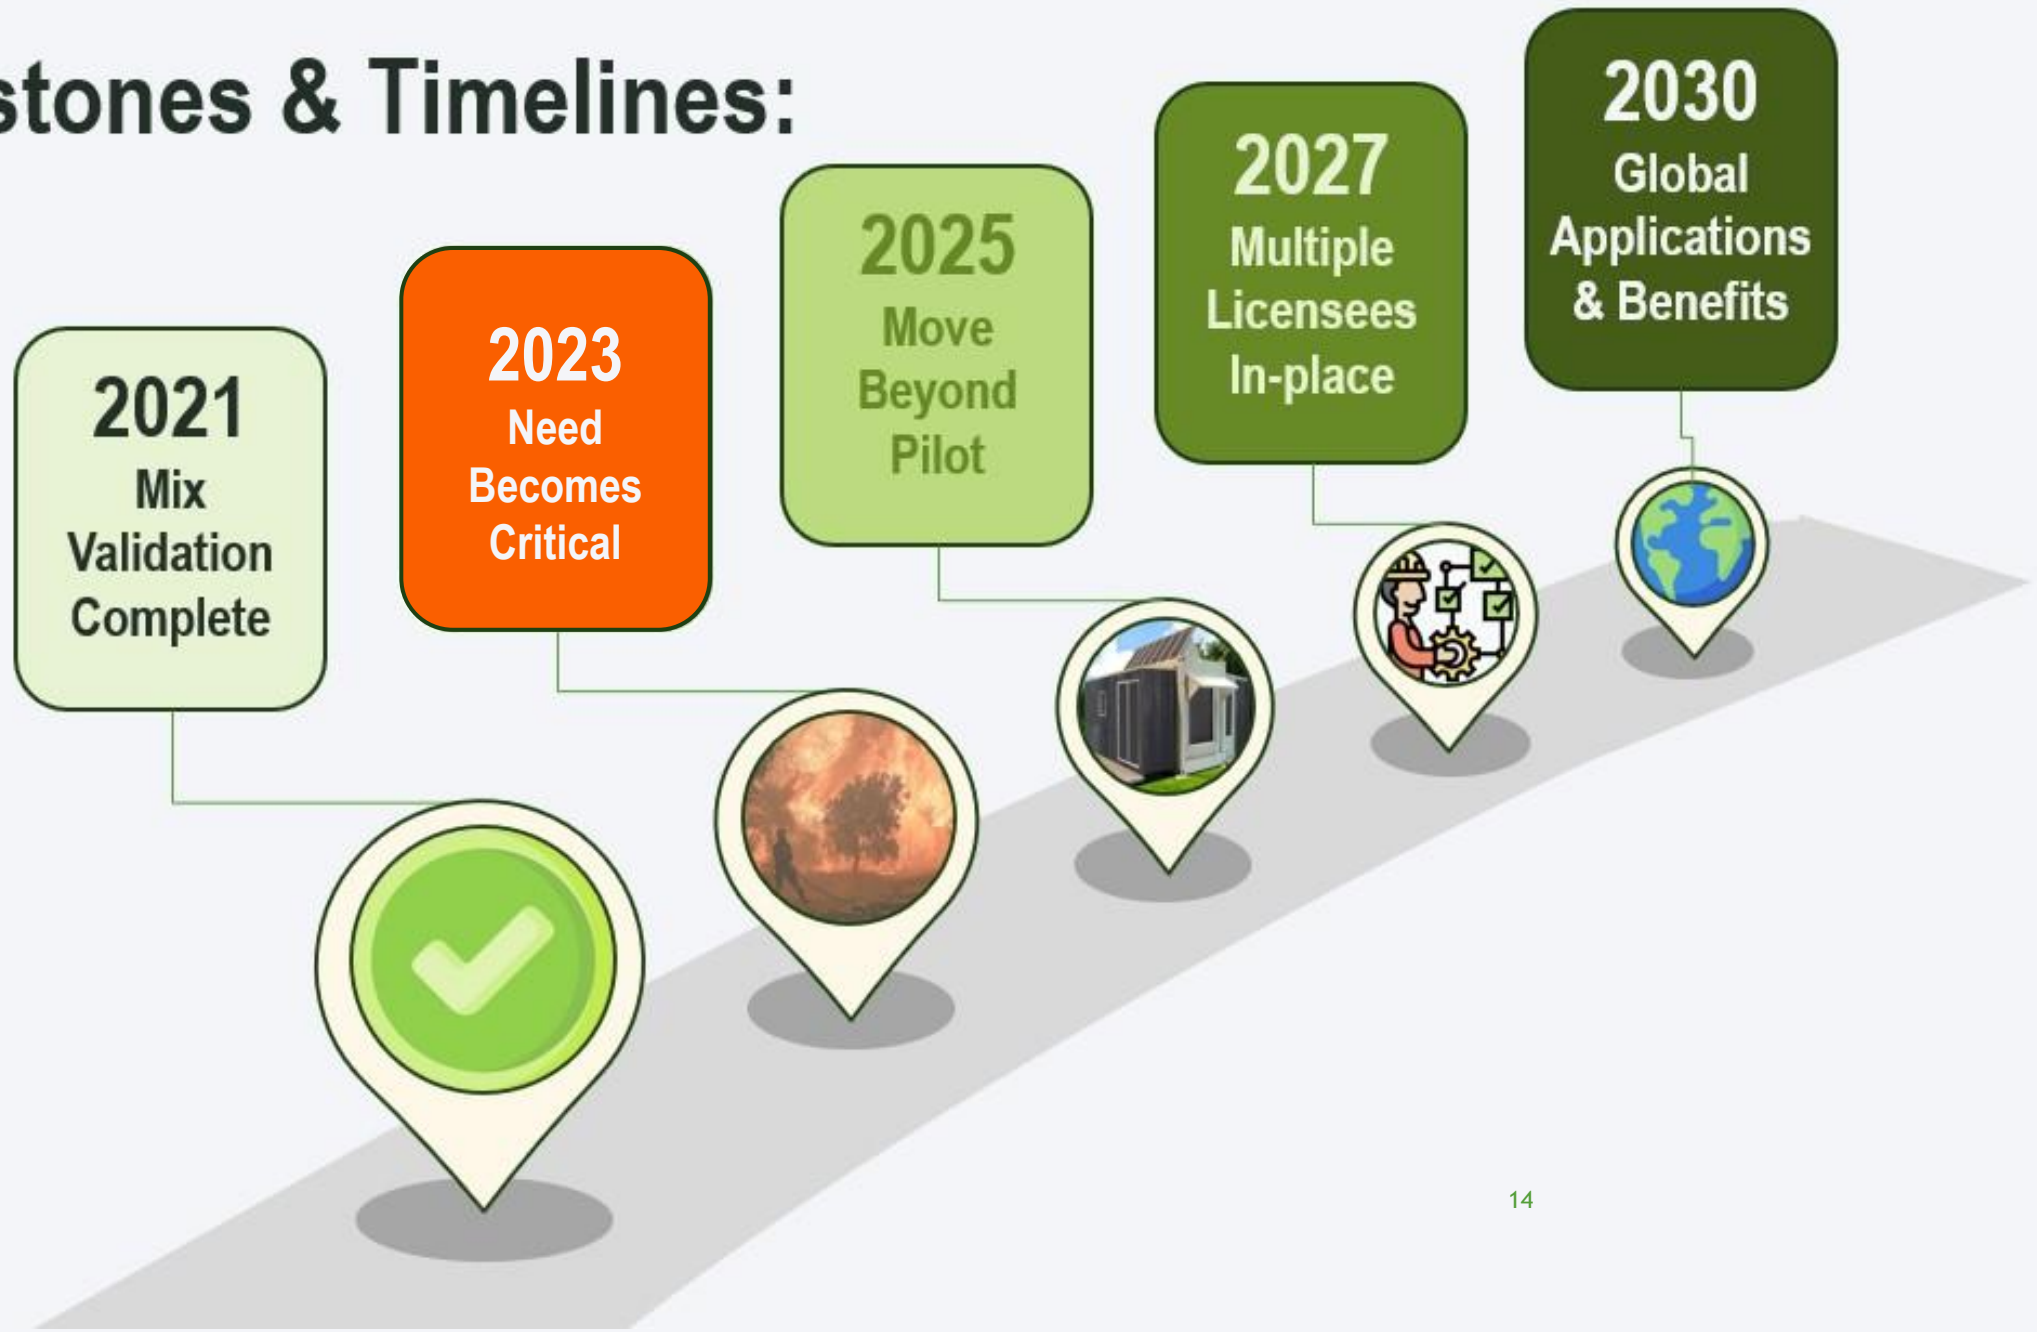 stones & Timelines:
2021
Mix
Validation
Complete
2023
Need
Becomes
Critical
2025
Move
Beyond
Pilot
2027
Multiple
Licensees
In-place
2030
Global
Applications
& Benefits
14